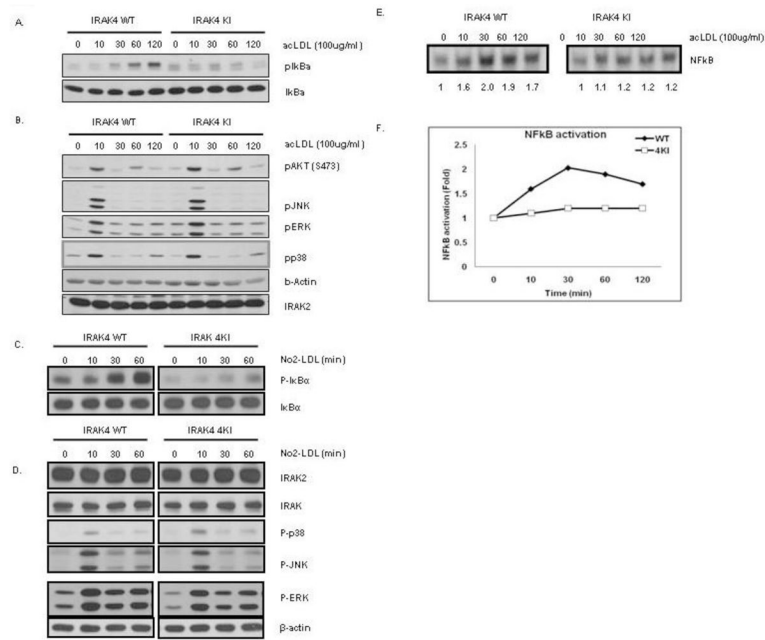 A.
IRAK4 WT IRAK4 KI
0 10 30 60 120 0 10 30 60 120 acLDL (100ug/ml)
pIkBa
IkBa
B.
IRAK4 WT IRAK4 KI
0 10 30 60 120 0 10 30 60 120 acLDL (100ug/ml)
pAKT (S473)
pJNK
pERK
pp38
b-Actin
IRAK2
C.
IRAK4 WT IRAK 4KI
0 10 30 60 0 10 30 60 No2-LDL (min)
P-IκBα
IκBα
D.
IRAK4 WT IRAK4 4KI
0 10 30 60 0 10 30 60 No2-LDL (min)
IRAK2
IRAK
P-p38
P-JNK
P-ERK
β-actin
E.
IRAK4 WT IRAK4 KI
0 10 30 60 120 0 10 30 60 120 acLDL (100ug/ml)
NFkB
1 1.6 2.0 1.9 1.7 1 1.1 1.2 1.2 1.2
F.
NFkB activation
WT
4KI
NFkB activation (Fold)
2.5
2
1.5
1
0.5
0
0 10 30 60 120
Time (min)